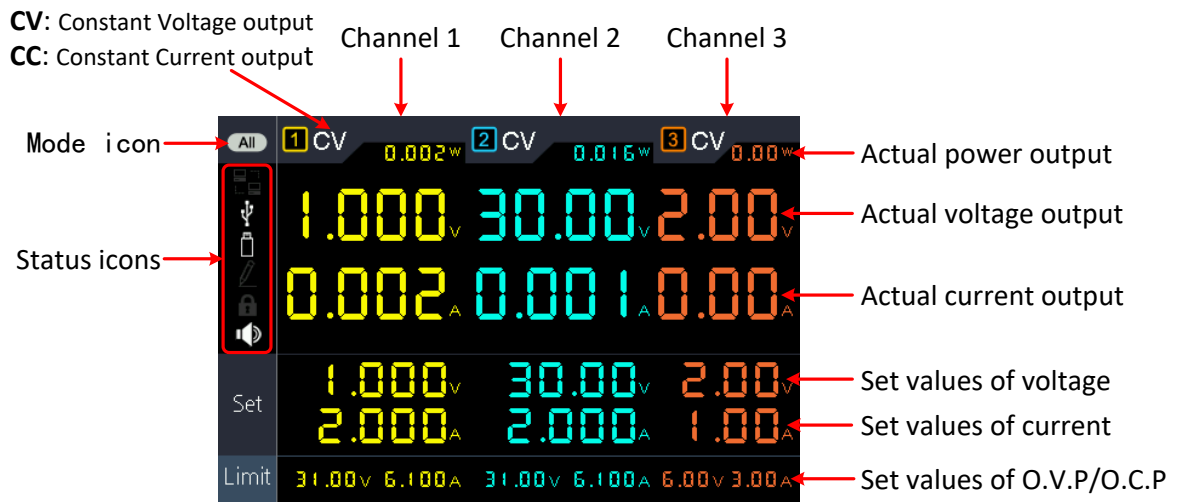 CV: Constant Voltage output
CC: Constant Current output
Channel 1 Channel 2 Channel 3
Mode icon
All 1 CV 0.002W 2 CV 0.016W 3 CV 0.00W
Actual power output
1.000V 30.00V 2.00V
Actual voltage output
Status icons
0.002A 0.001A 0.00A
Actual current output
Set
1.000V 30.00V 2.00V
Set values of voltage
2.000A 2.000A 1.00A
Set values of current
Limit 31.00V 6.100A 31.00V 6.100A 6.00V 3.00A
Set values of O.V.P/O.C.P